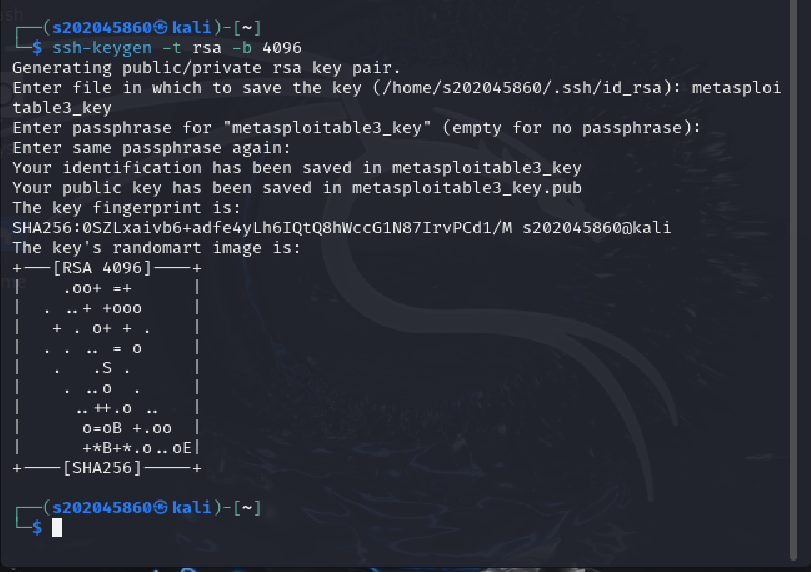 ┌──(s202045860㉿kali)-[~]
└─$ ssh-keygen -t rsa -b 4096
Generating public/private rsa key pair.
Enter file in which to save the key (/home/s202045860/.ssh/id_rsa): metasploi
table3_key
Enter passphrase for "metasploitable3_key" (empty for no passphrase):
Enter same passphrase again:
Your identification has been saved in metasploitable3_key
Your public key has been saved in metasploitable3_key.pub
The key fingerprint is:
SHA256:0SZLxaivb6+adfe4yLh6IQtQ8hWccG1N87IrvPCd1/M s202045860@kali
The key's randomart image is:
+---[RSA 4096]----+
|    .oo+ =+      |
|  . ..+ +ooo     |
|   + . o+ + .    |
|  . . .. = o     |
|   .   .S .      |
|    . ..o  .     |
|     ..++.o ..   |
|      o=oB +.oo  |
|      +*B+*.o..oE|
+----[SHA256]-----+
┌──(s202045860㉿kali)-[~]
└─$